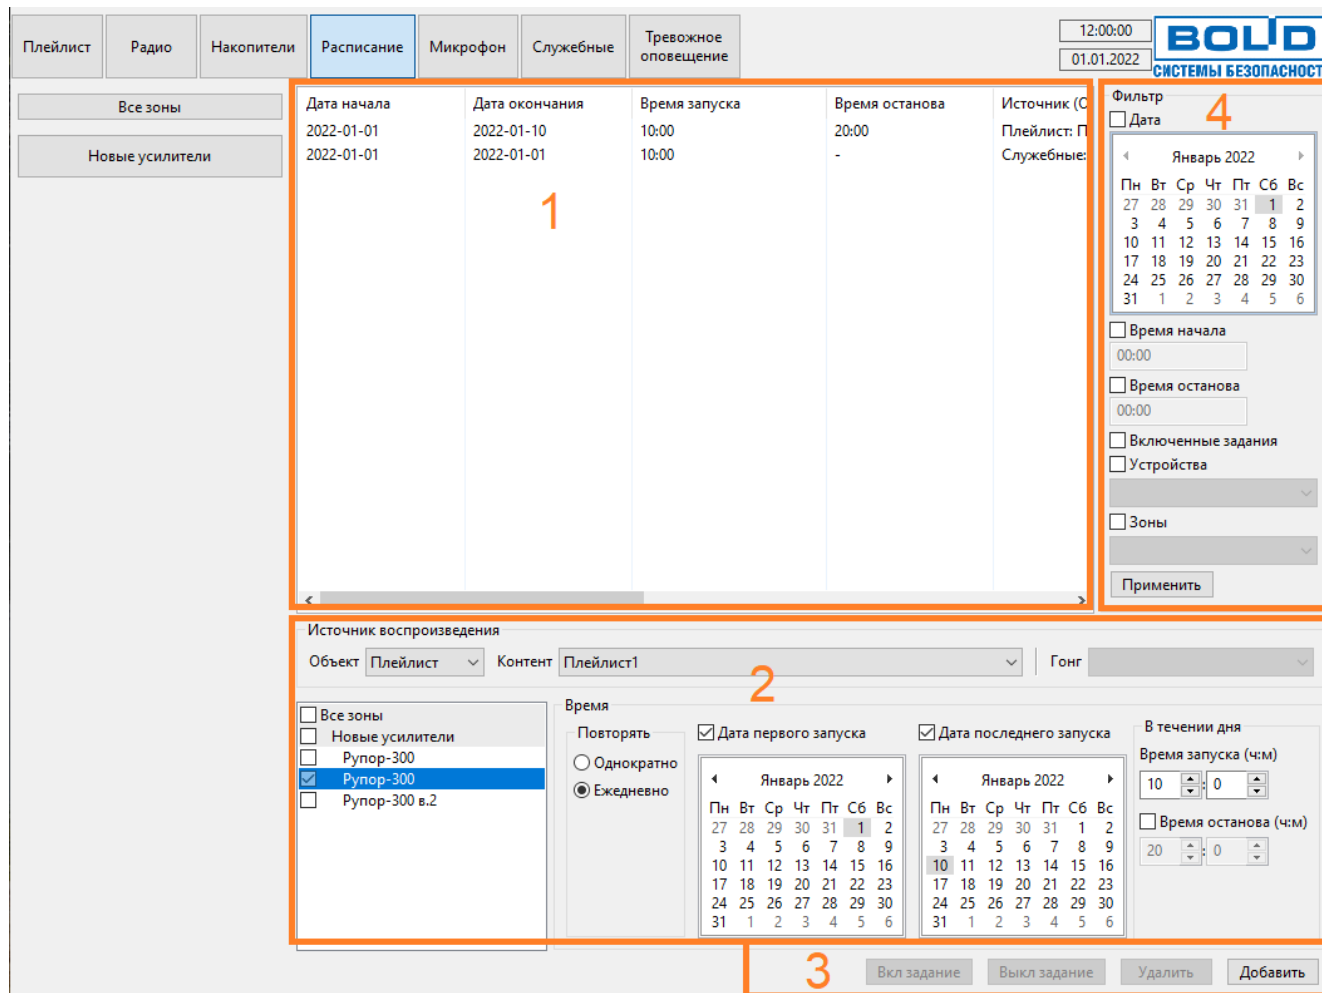 Плейлист Радио Накопители Расписание Микрофон Служебные Тревожное оповещение 12:00:00
01.01.2022
BOLID
СИСТЕМЫ БЕЗОПАСНОСТ
Все зоны
Новые усилители
Дата начала Дата окончания Время запуска Время останова Источник (О
2022-01-01 2022-01-10 10:00 20:00 Плейлист: П
2022-01-01 2022-01-01 10:00 - Служебные:
1
Фильтр
4
Дата
Январь 2022
Пн Вт Ср Чт Пт Сб Вс
27 28 29 30 31 1 2
3 4 5 6 7 8 9
10 11 12 13 14 15 16
17 18 19 20 21 22 23
24 25 26 27 28 29 30
31 1 2 3 4 5 6
Время начала
00:00
Время останова
00:00
Включенные задания
Устройства
Зоны
Применить
Источник воспроизведения
Объект Плейлист Контент Плейлист1 Гонг
2
Все зоны
Новые усилители
Рупор-300
Рупор-300
Рупор-300 в.2
Время
Повторять
Однократно
Ежедневно
Дата первого запуска
Январь 2022
Пн Вт Ср Чт Пт Сб Вс
27 28 29 30 31 1 2
3 4 5 6 7 8 9
10 11 12 13 14 15 16
17 18 19 20 21 22 23
24 25 26 27 28 29 30
31 1 2 3 4 5 6
Дата последнего запуска
Январь 2022
Пн Вт Ср Чт Пт Сб Вс
27 28 29 30 31 1 2
3 4 5 6 7 8 9
10 11 12 13 14 15 16
17 18 19 20 21 22 23
24 25 26 27 28 29 30
31 1 2 3 4 5 6
В течении дня
Время запуска (ч:м)
10 : 0
Время останова (ч:м)
20 : 0
3
Вкл задание Выкл задание Удалить Добавить